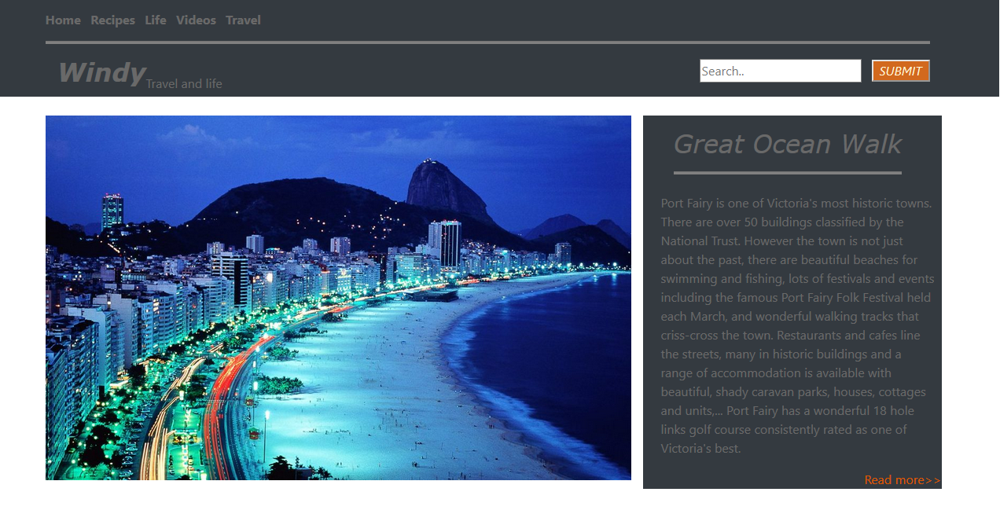 Home Recipes Life Videos Travel
Windy Travel and life
Search.. SUBMIT
Great Ocean Walk
Port Fairy is one of Victoria's most historic towns.
There are over 50 buildings classified by the
National Trust. However the town is not just
about the past, there are beautiful beaches for
swimming and fishing, lots of festivals and events
including the famous Port Fairy Folk Festival held
each March, and wonderful walking tracks that
criss-cross the town. Restaurants and cafes line
the streets, many in historic buildings and a
range of accommodation is available with
beautiful, shady caravan parks, houses, cottages
and units,... Port Fairy has a wonderful 18 hole
links golf course consistently rated as one of
Victoria's best.
Read more>>